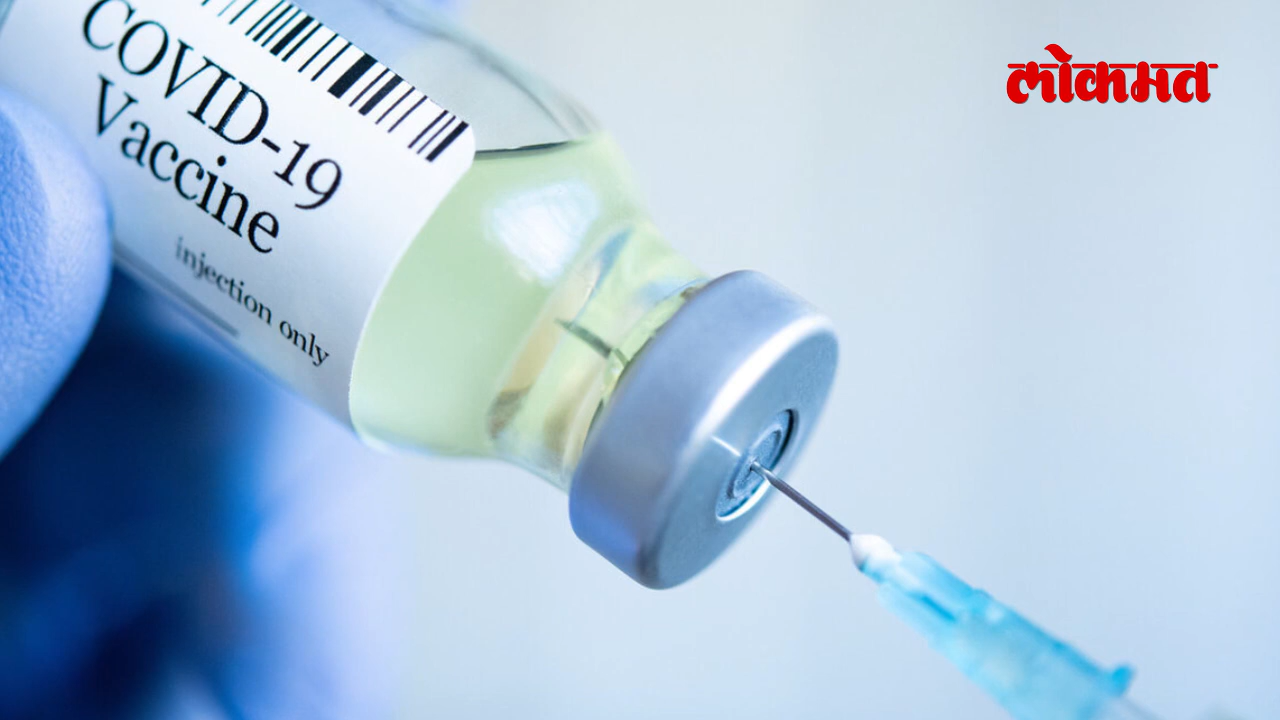 COVID-19
Vaccine
injection only
लोकमत